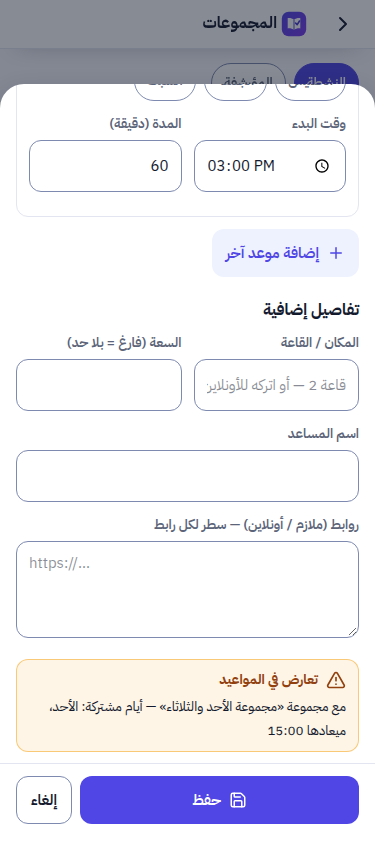 المجموعات
النشطة
المؤرشفة
وقت البدء
المدة (دقيقة)
03:00 PM
60
إضافة موعد آخر
تفاصيل إضافية
المكان / القاعة
السعة (فارغ = بلا حد)
قاعة 2 — أو اتركه للأونلاين
اسم المساعد
روابط (ملازم / أونلاين) — سطر لكل رابط
https://...
تعارض في المواعيد
مع مجموعة «مجموعة الأحد والثلاثاء» — أيام مشتركة: الأحد،
ميعادها 15:00
حفظ
إلغاء